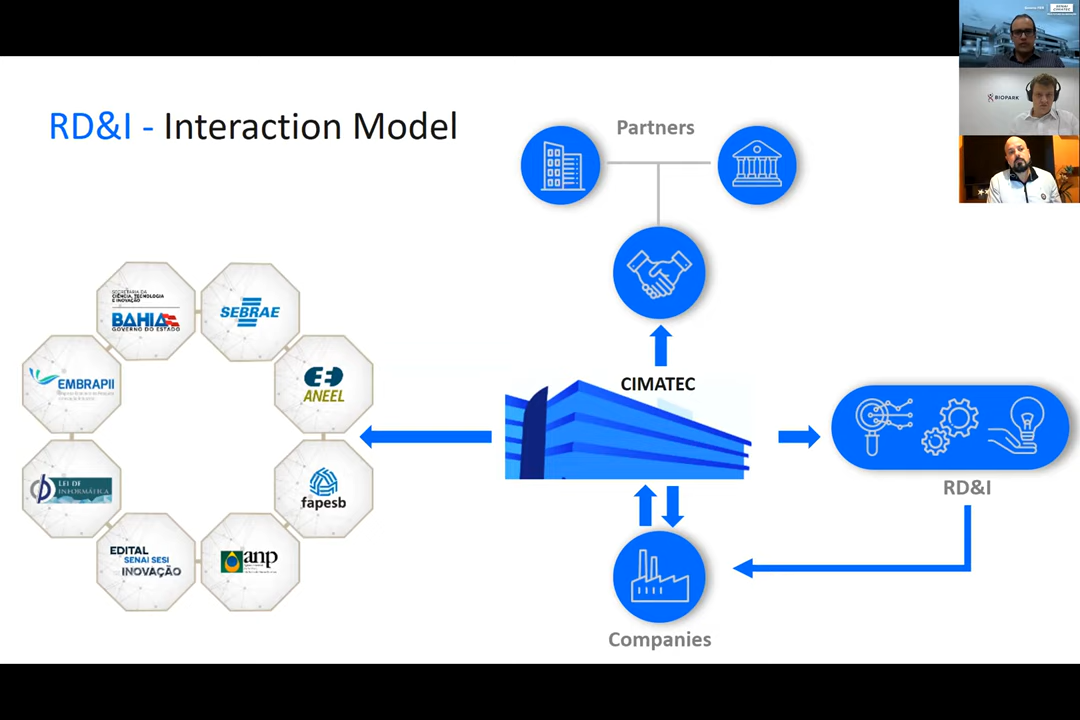 RD&I - Interaction Model
Partners
BIOPARK
SECRETARIA DA
CIÊNCIA, TECNOLOGIA
E INOVAÇÃO
BAHIA
GOVERNO DO ESTADO
SEBRAE
EMBRAPII
ANEEL
CIMATEC
LEI DE
INFORMÁTICA
fapesb
RD&I
EDITAL
SENAI SESI
INOVAÇÃO
anp
Companies